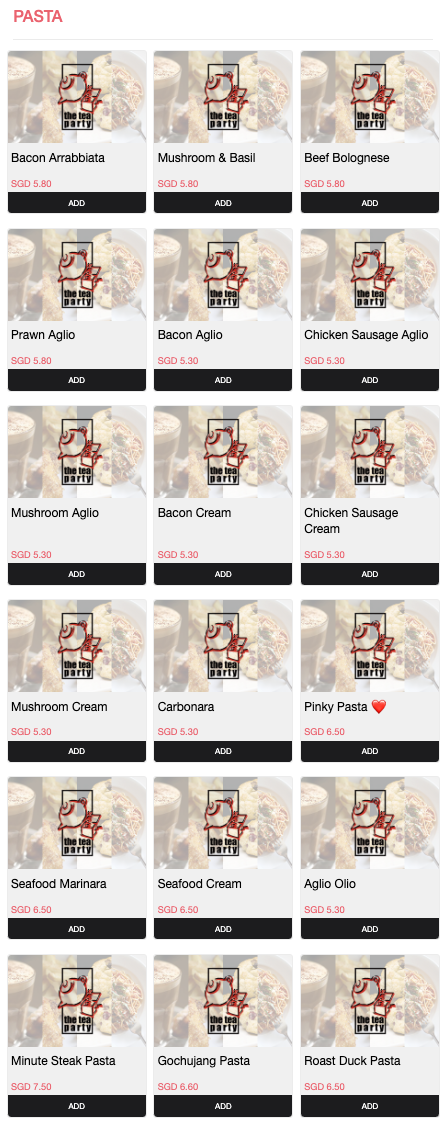 PASTA
the tea
party
the tea
party
the tea
party
Bacon Arrabbiata
Mushroom & Basil
Beef Bolognese
SGD 5.80
SGD 5.80
SGD 5.80
ADD
ADD
ADD
the tea
party
the tea
party
the tea
party
Prawn Aglio
Bacon Aglio
Chicken Sausage Aglio
SGD 5.80
SGD 5.30
SGD 5.30
ADD
ADD
ADD
the tea
party
the tea
party
the tea
party
Mushroom Aglio
Bacon Cream
Chicken Sausage
Cream
SGD 5.30
SGD 5.30
SGD 5.30
ADD
ADD
ADD
the tea
party
the tea
party
the tea
party
Mushroom Cream
Carbonara
Pinky Pasta ❤️
SGD 5.30
SGD 5.30
SGD 6.50
ADD
ADD
ADD
the tea
party
the tea
party
the tea
party
Seafood Marinara
Seafood Cream
Aglio Olio
SGD 6.50
SGD 6.50
SGD 5.30
ADD
ADD
ADD
the tea
party
the tea
party
the tea
party
Minute Steak Pasta
Gochujang Pasta
Roast Duck Pasta
SGD 7.50
SGD 6.60
SGD 6.50
ADD
ADD
ADD